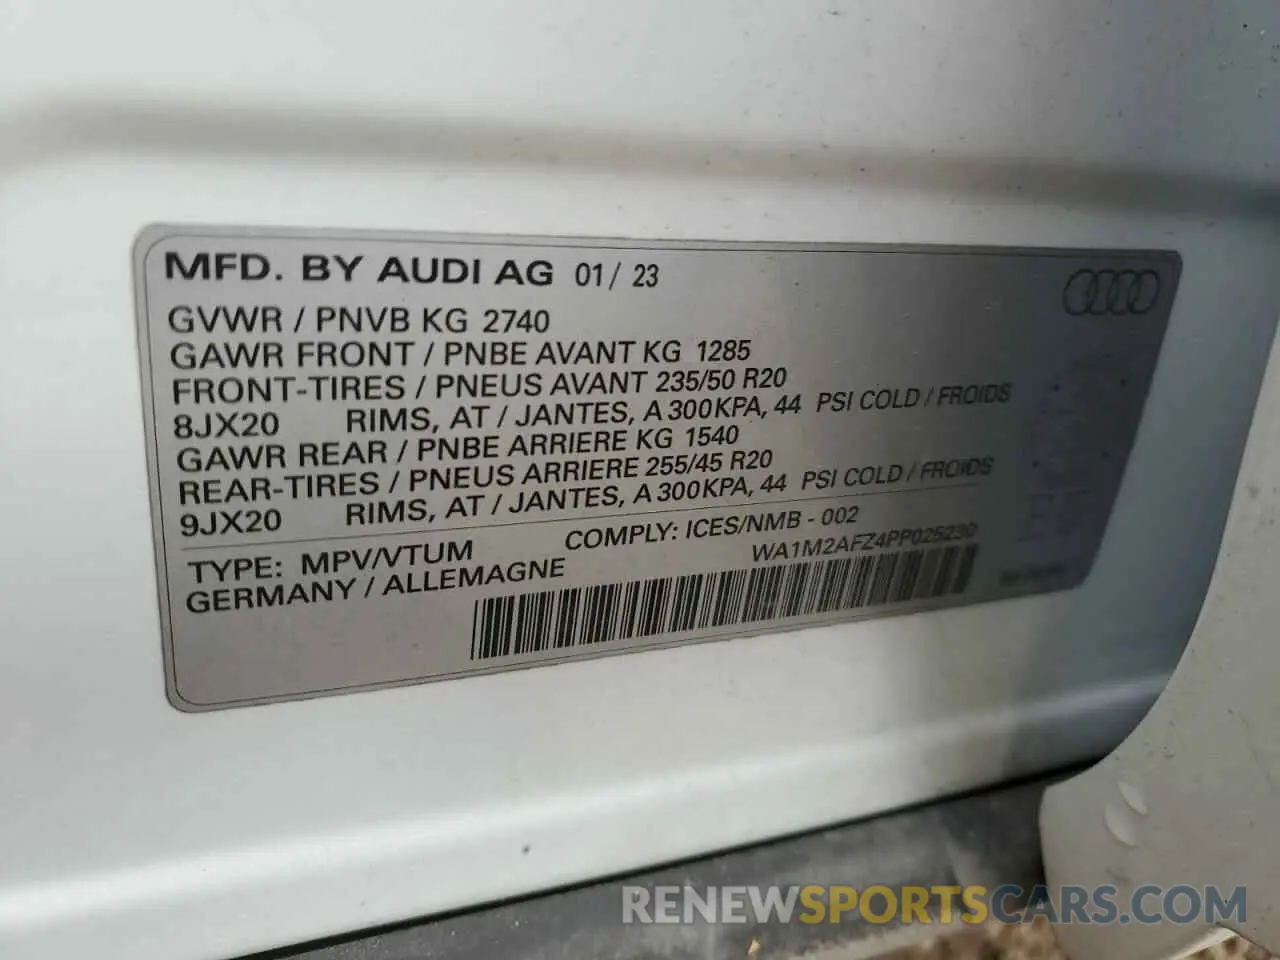 MFD. BY AUDI AG 01/ 23
GVWR / PNVB KG 2740
GAWR FRONT / PNBE AVANT KG 1285
FRONT-TIRES / PNEUS AVANT 235/50 R20
8JX20 RIMS, AT / JANTES, A 300KPA, 44 PSI COLD / FROIDS
GAWR REAR / PNBE ARRIERE KG 1540
REAR-TIRES / PNEUS ARRIERE 255/45 R20
9JX20 RIMS, AT / JANTES, A 300KPA, 44 PSI COLD / FROIDS
TYPE: MPV/VTUM COMPLY: ICES/NMB - 002
GERMANY / ALLEMAGNE WA1M2AFZ4PP025230
RENEWSPORTSCARS.COM